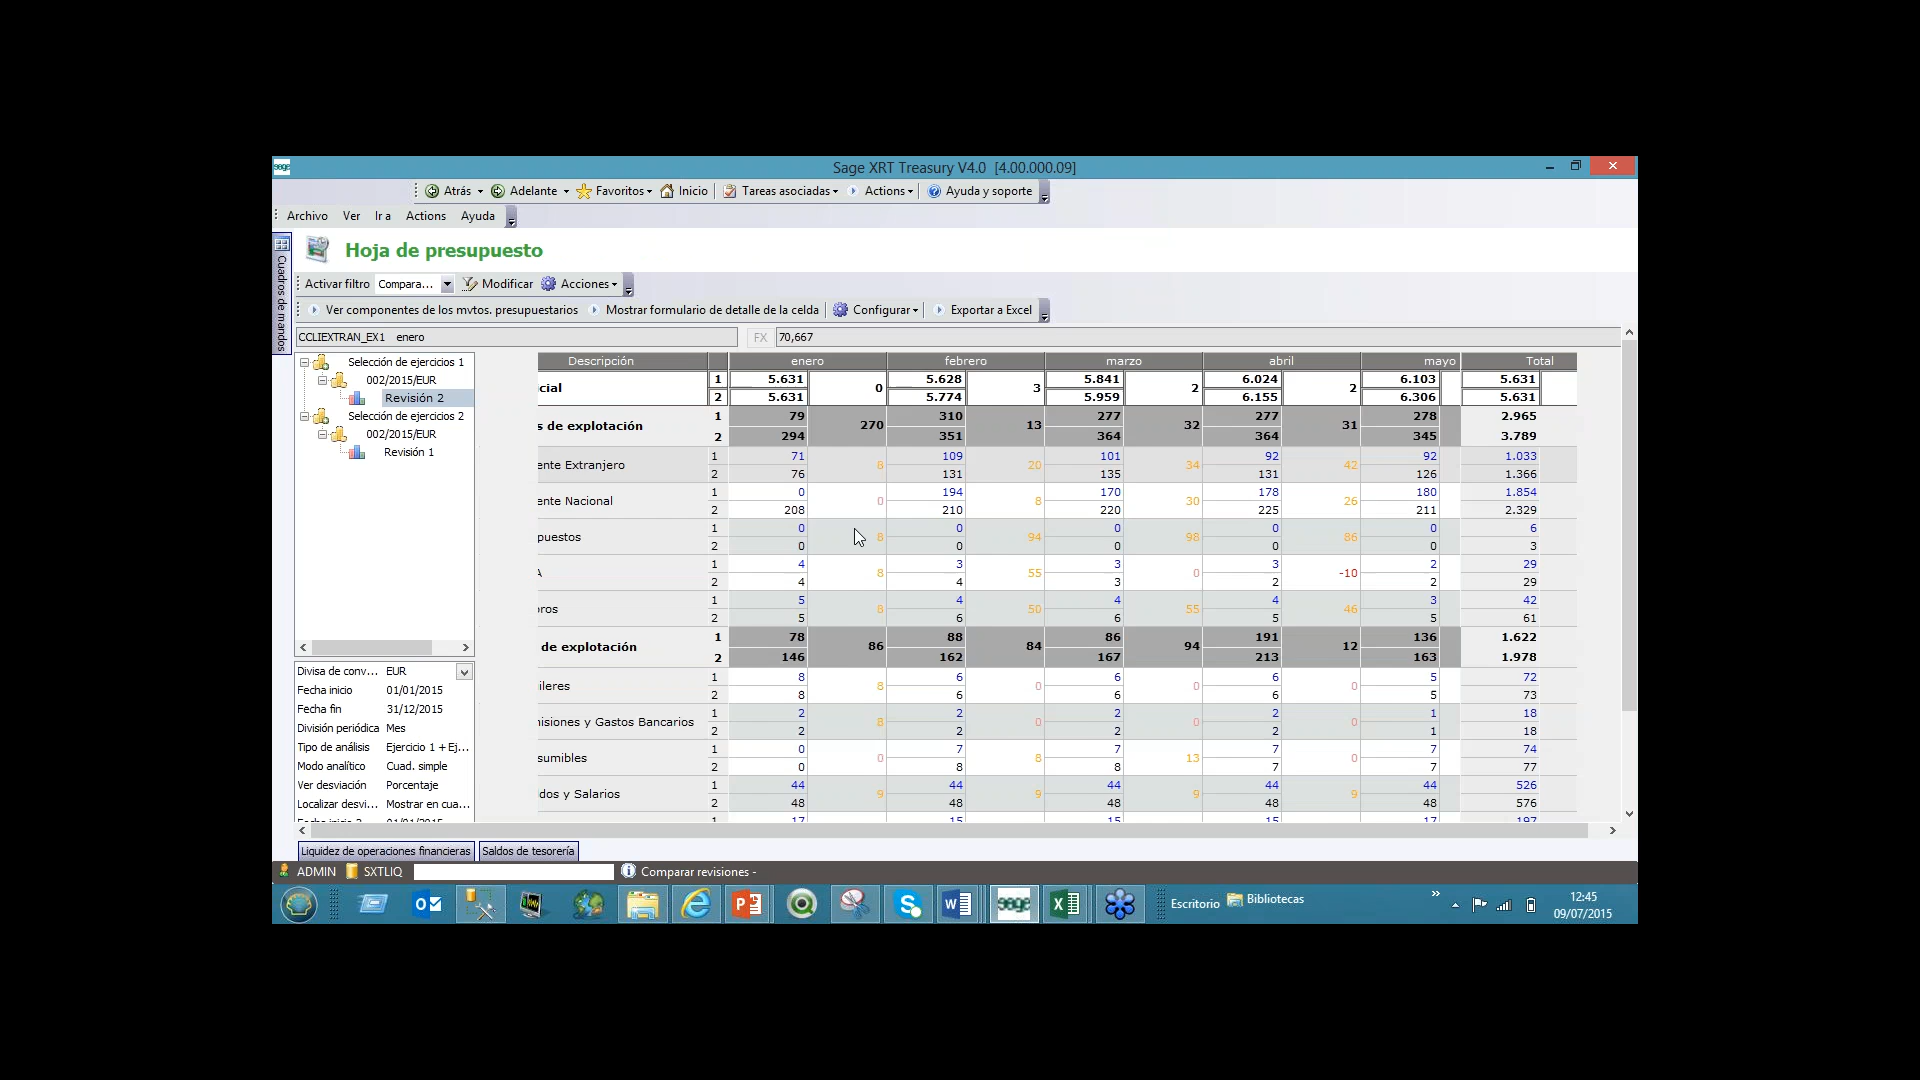 sage Sage XRT Treasury V4.0 [4.00.000.09]
Atrás Adelante Favoritos Inicio Tareas asociadas Actions Ayuda y soporte
Archivo Ver Ir a Actions Ayuda
Cuadros de mandos
Hoja de presupuesto
Activar filtro Compara... Modificar Acciones
Ver componentes de los mvtos. presupuestarios Mostrar formulario de detalle de la celda Configurar Exportar a Excel
CCLIEXTRAN_EX1 enero FX 70,667
Selección de ejercicios 1
002/2015/EUR
Revisión 2
Selección de ejercicios 2
002/2015/EUR
Revisión 1
Divisa de conv... EUR
Fecha inicio 01/01/2015
Fecha fin 31/12/2015
División periódica Mes
Tipo de análisis Ejercicio 1 + Ej...
Modo analítico Cuad. simple
Ver desviación Porcentaje
Localizar desvi... Mostrar en cua...
Descripción enero febrero marzo abril mayo Total
cial 1 5.631 0 5.628 3 5.841 2 6.024 2 6.103 5.631
2 5.631 5.774 5.959 6.155 6.306 5.631
s de explotación 1 79 270 310 13 277 32 277 31 278 2.965
2 294 351 364 364 345 3.789
ente Extranjero 1 71 8 109 20 101 34 92 42 92 1.033
2 76 131 135 131 126 1.366
ente Nacional 1 0 0 194 8 170 30 178 26 180 1.854
2 208 210 220 225 211 2.329
puestos 1 0 8 0 94 0 98 0 86 0 6
2 0 0 0 0 0 3
A 1 4 8 3 55 3 0 3 -10 2 29
2 4 4 3 2 2 29
oros 1 5 8 4 50 4 55 4 46 3 42
2 5 6 6 5 5 61
de explotación 1 78 86 88 84 86 94 191 12 136 1.622
2 146 162 167 213 163 1.978
ileres 1 8 8 6 0 6 0 6 0 5 72
2 8 6 6 6 5 73
nisiones y Gastos Bancarios 1 2 8 2 0 2 0 2 0 1 18
2 2 2 2 2 1 18
sumibles 1 0 0 7 8 7 13 7 0 7 74
2 0 8 8 7 7 77
dos y Salarios 1 44 9 44 9 44 9 44 9 44 526
2 48 48 48 48 48 576
1 17 15 15 15 17 197
Liquidez de operaciones financieras Saldos de tesorería
ADMIN SXTLIQ Comparar revisiones -
sage Escritorio Bibliotecas 12:45
09/07/2015